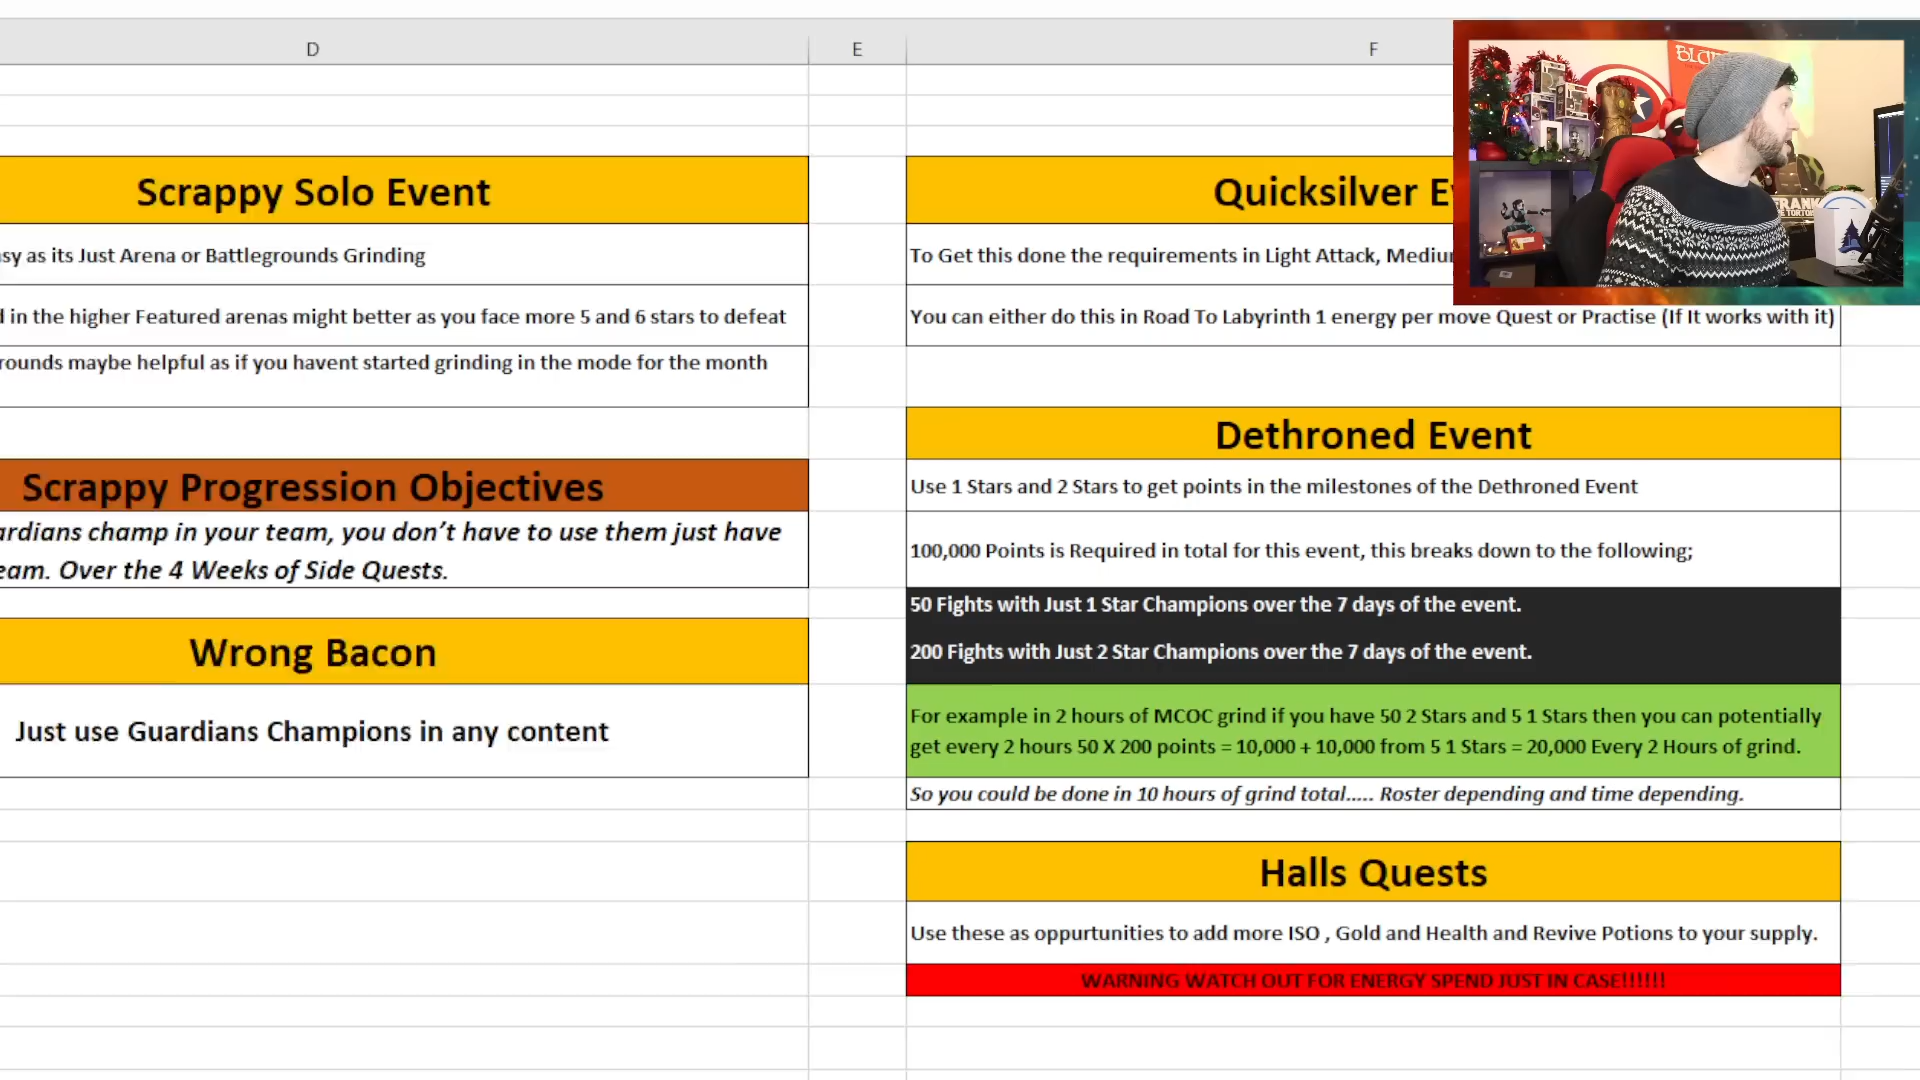 D
E
F
Scrappy Solo Event
as its Just Arena or Battlegrounds Grinding
in the higher Featured arenas might better as you face more 5 and 6 stars to defeat
maybe helpful as if you havent started grinding in the mode for the month
Scrappy Progression Objectives
champ in your team, you don’t have to use them just have
Over the 4 Weeks of Side Quests.
Wrong Bacon
Just use Guardians Champions in any content
Quicksilver
To Get this done the requirements in Light Attack,
You can either do this in Road To Labyrinth 1 energy per move Quest or Practise (If It works with it)
Dethroned Event
Use 1 Stars and 2 Stars to get points in the milestones of the Dethroned Event
100,000 Points is Required in total for this event, this breaks down to the following;
50 Fights with Just 1 Star Champions over the 7 days of the event.
200 Fights with Just 2 Star Champions over the 7 days of the event.
For example in 2 hours of MCOC grind if you have 50 2 Stars and 5 1 Stars then you can potentially
get every 2 hours 50 X 200 points = 10,000 + 10,000 from 5 1 Stars = 20,000 Every 2 Hours of grind.
So you could be done in 10 hours of grind total..... Roster depending and time depending.
Halls Quests
Use these as oppurtunities to add more ISO , Gold and Health and Revive Potions to your supply.
WARNING WATCH OUT FOR ENERGY SPEND JUST IN CASE!!!!!!